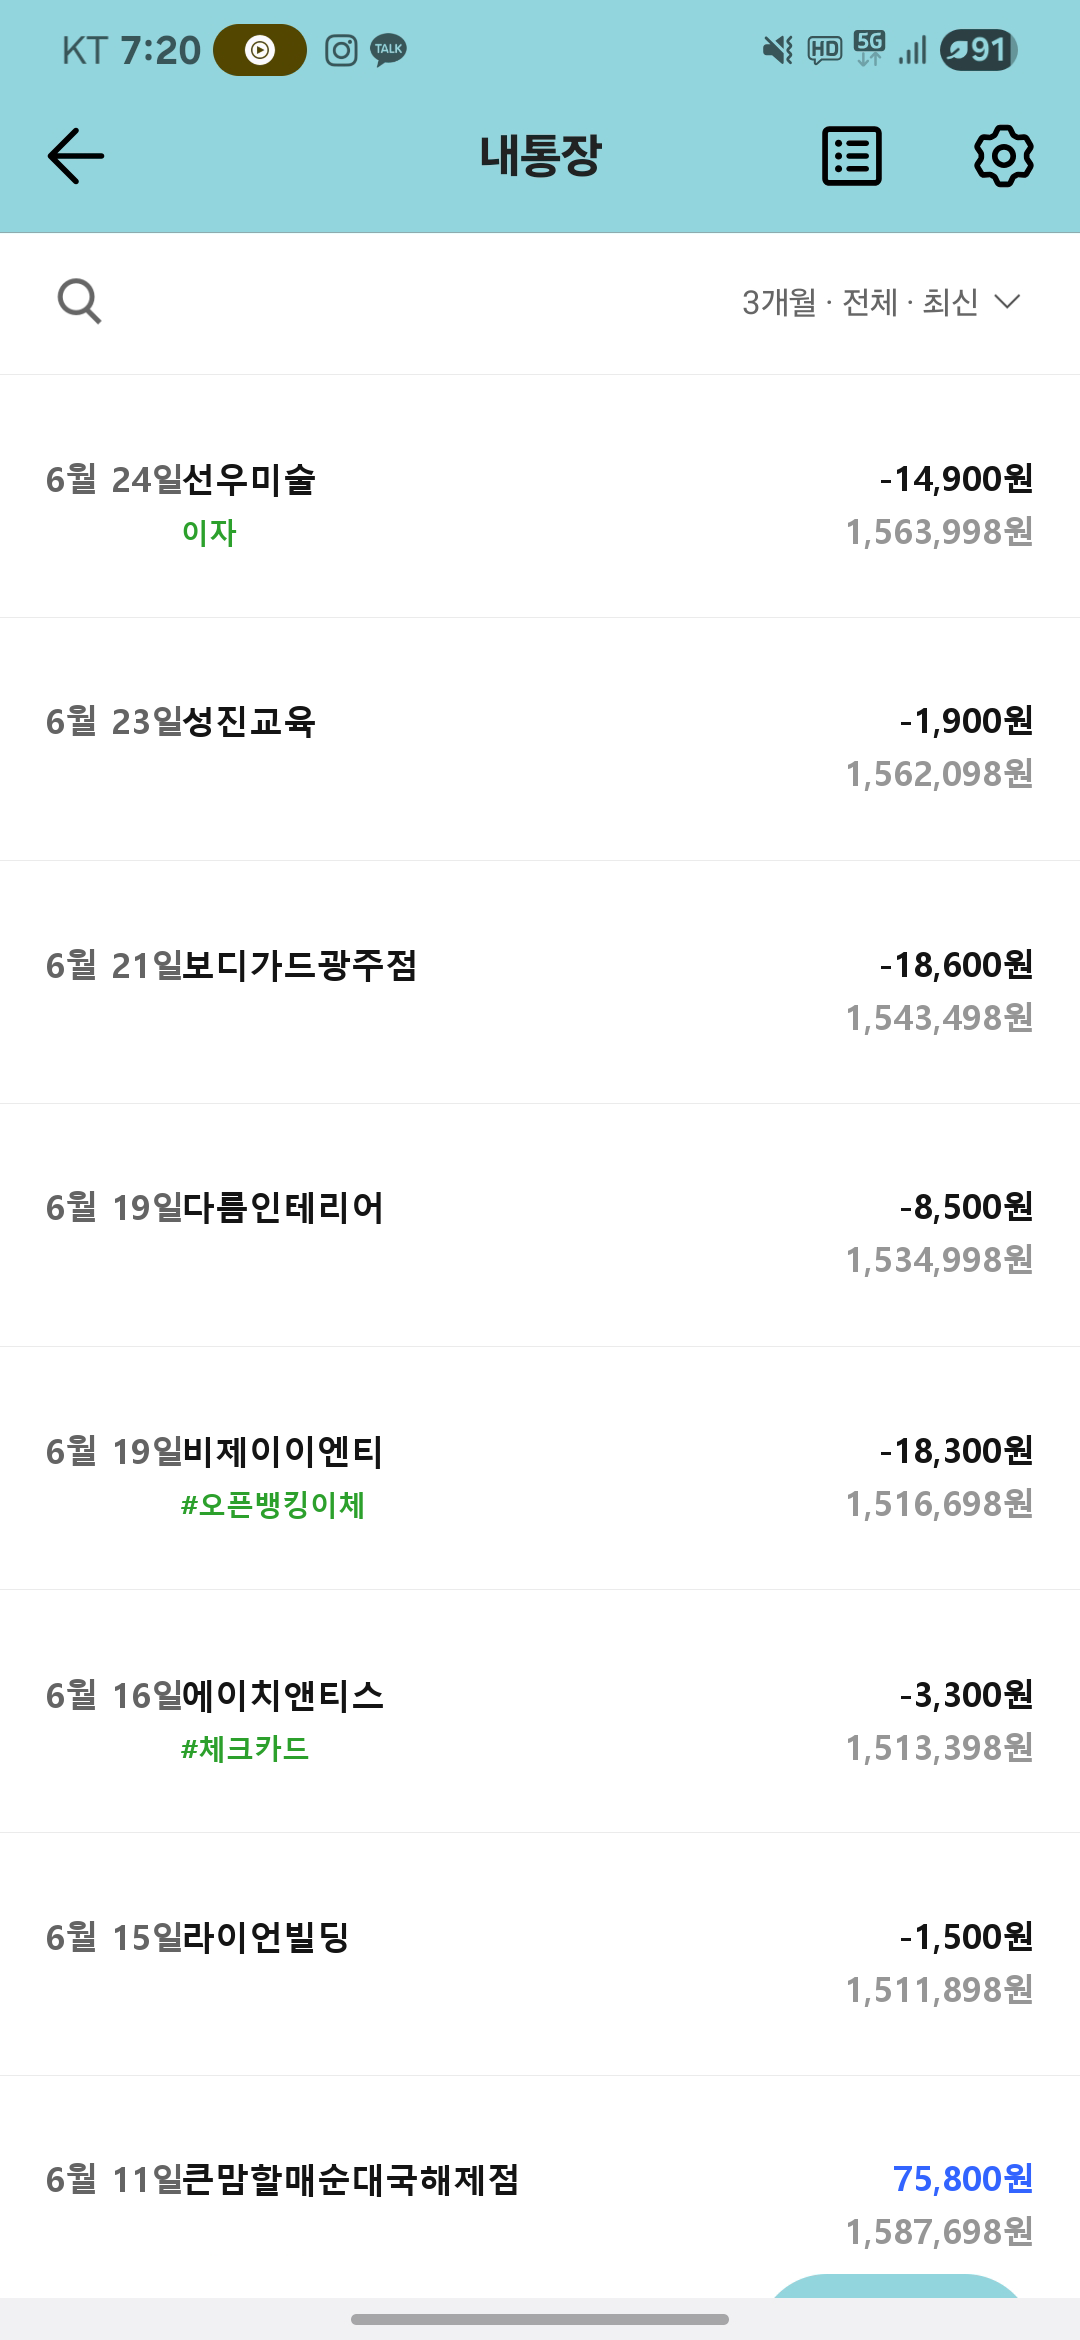 KT 7:20 TALK HD 5G 91
내통장
3개월 · 전체 · 최신
6월 24일선우미술 -14,900원
이자 1,563,998원
6월 23일성진교육 -1,900원
1,562,098원
6월 21일보디가드광주점 -18,600원
1,543,498원
6월 19일다름인테리어 -8,500원
1,534,998원
6월 19일비제이이엔티 -18,300원
#오픈뱅킹이체 1,516,698원
6월 16일에이치앤티스 -3,300원
#체크카드 1,513,398원
6월 15일라이언빌딩 -1,500원
1,511,898원
6월 11일큰맘할매순대국해제점 75,800원
1,587,698원